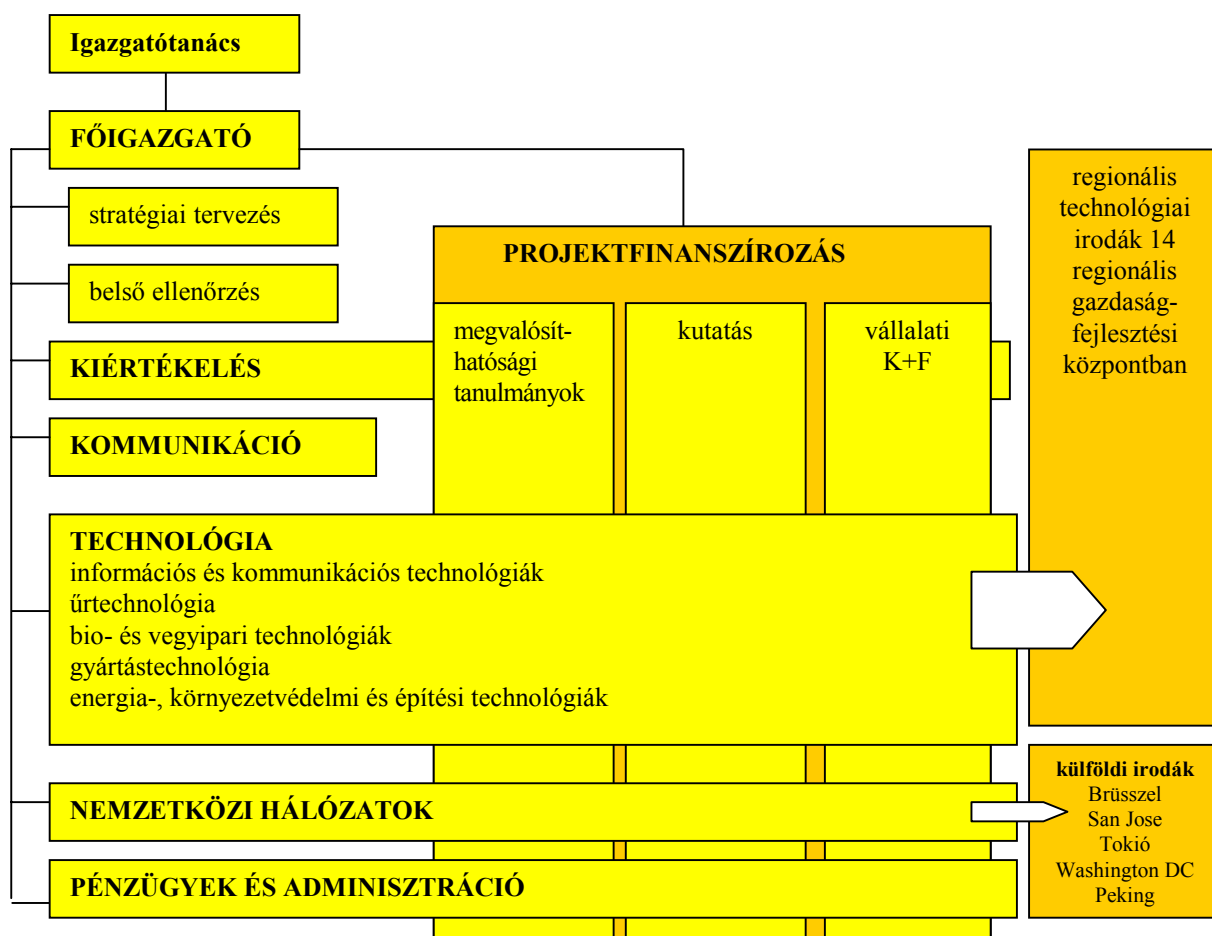 Igazgatótanács
FŐIGAZGATÓ
stratégiai tervezés
belső ellenőrzés
PROJEKTFINANSZÍROZÁS
megvalósít-
hatósági
tanulmányok
kutatás
vállalati
K+F
KIÉRTÉKELÉS
KOMMUNIKÁCIÓ
TECHNOLÓGIA
információs és kommunikációs technológiák
űrtechnológia
bio- és vegyipari technológiák
gyártástechnológia
energia-, környezetvédelmi és építési technológiák
NEMZETKÖZI HÁLÓZATOK
PÉNZÜGYEK ÉS ADMINISZTRÁCIÓ
regionális
technológiai
irodák 14
regionális
gazdaság-
fejlesztési
központban
külföldi irodák
Brüsszel
San Jose
Tokió
Washington DC
Peking